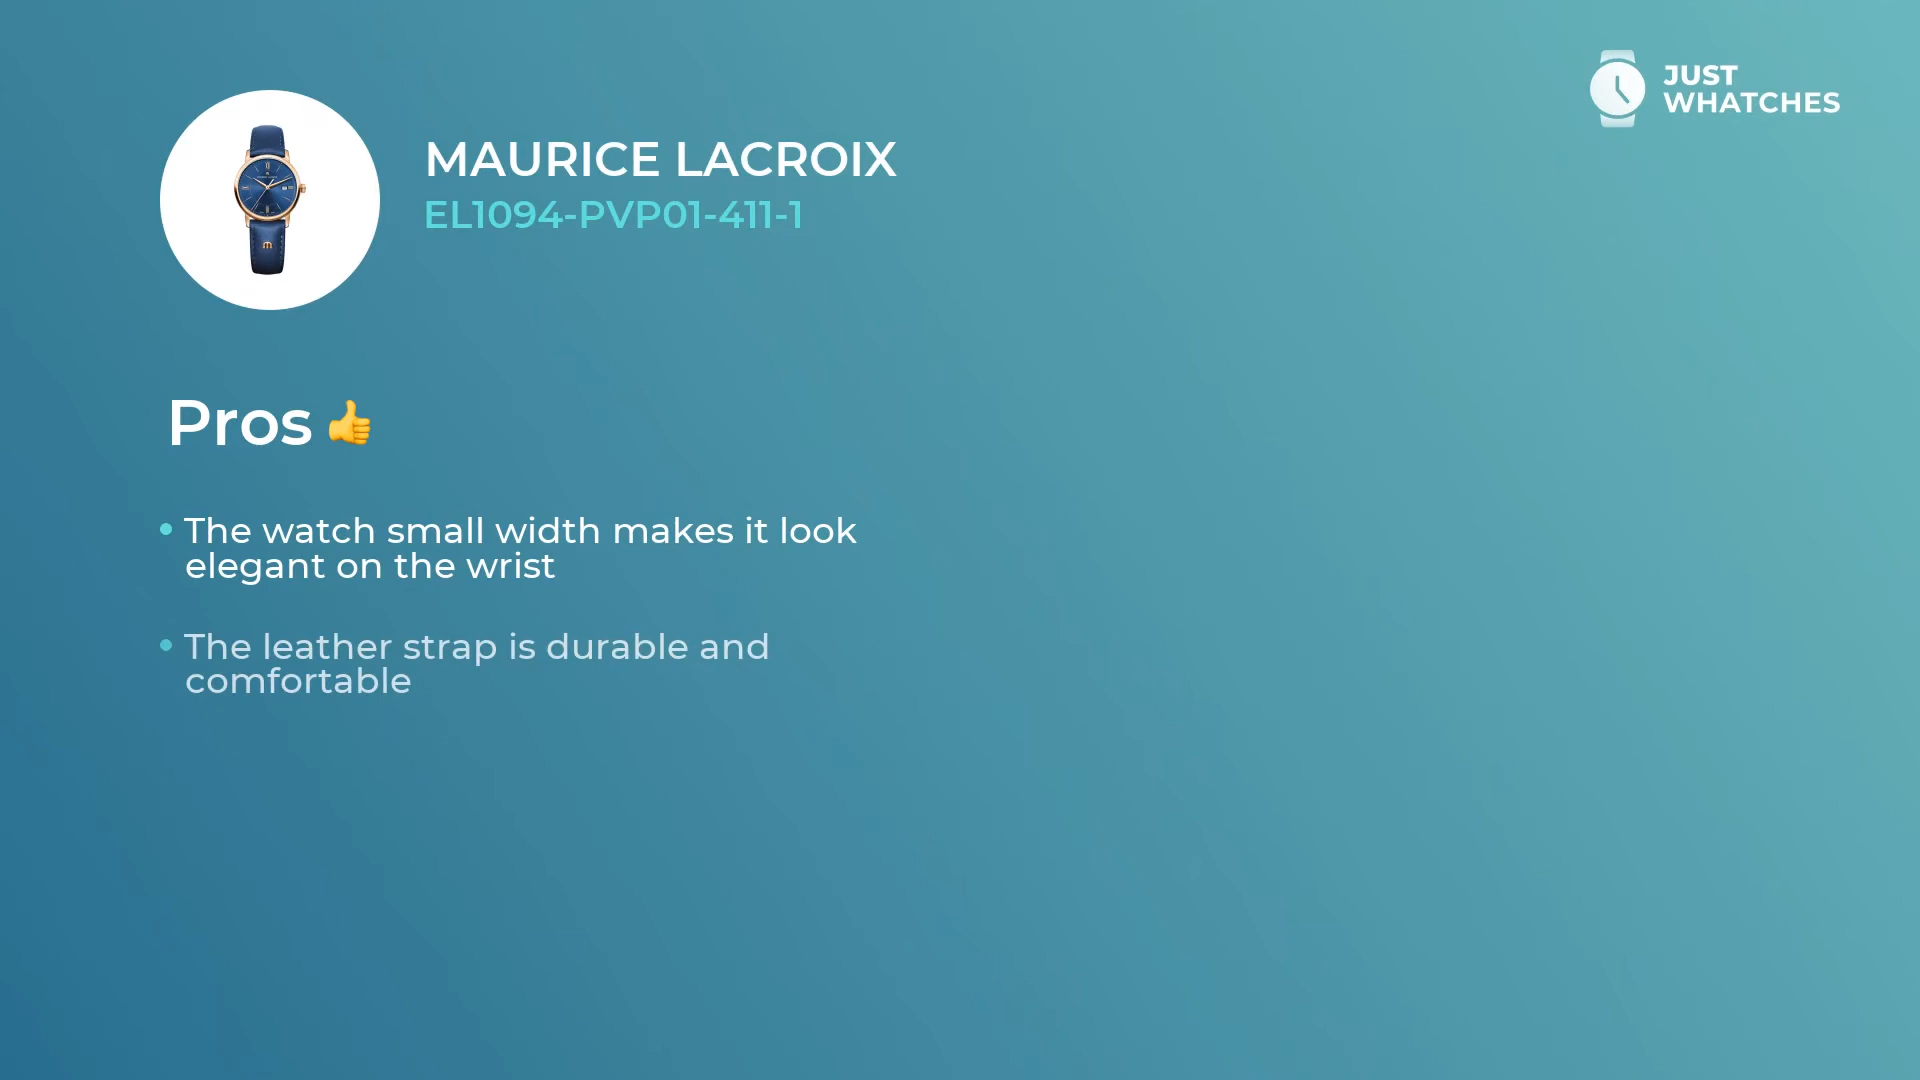 JUST
WHATCHES
MAURICE LACROIX
EL1094-PVP01-411-1
Pros 👍
• The watch small width makes it look
elegant on the wrist
• The leather strap is durable and
comfortable